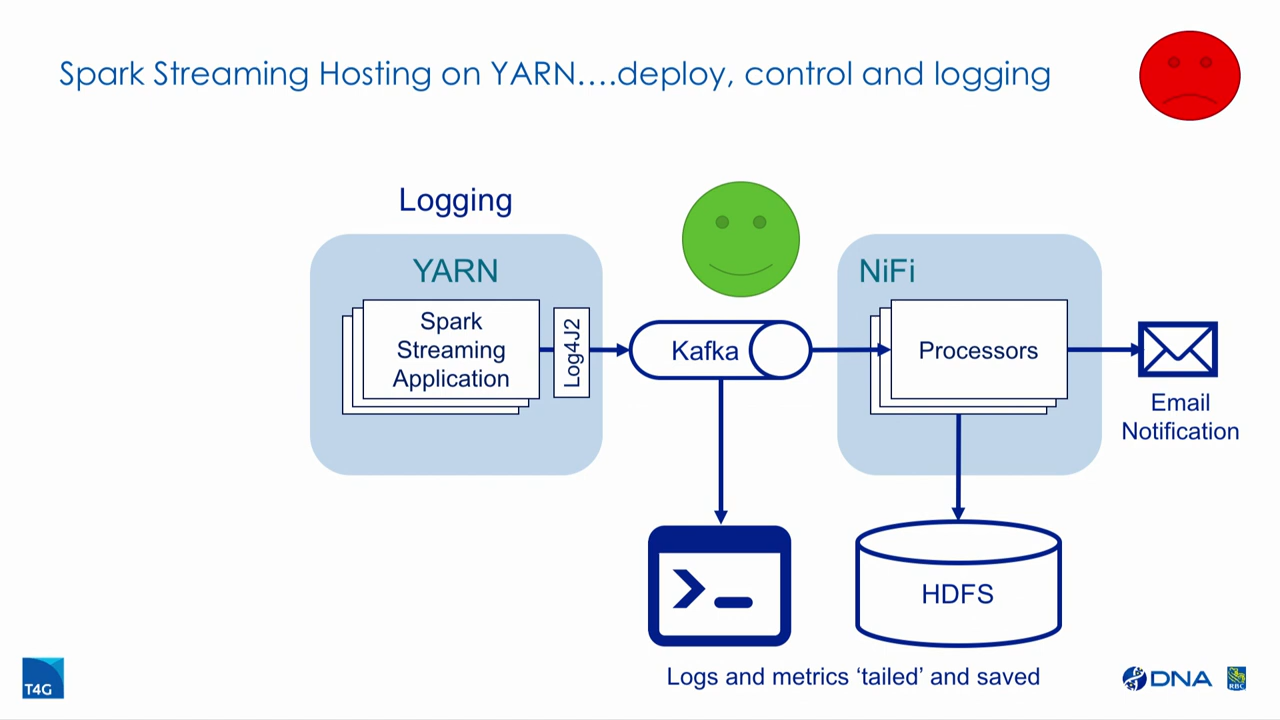 Spark Streaming Hosting on YARN....deploy, control and logging
Logging
YARN
Spark
Streaming
Application
Log4J2
Kafka
NiFi
Processors
Email
Notification
>_
HDFS
Logs and metrics ‘tailed’ and saved
T4G
DNA
RBC